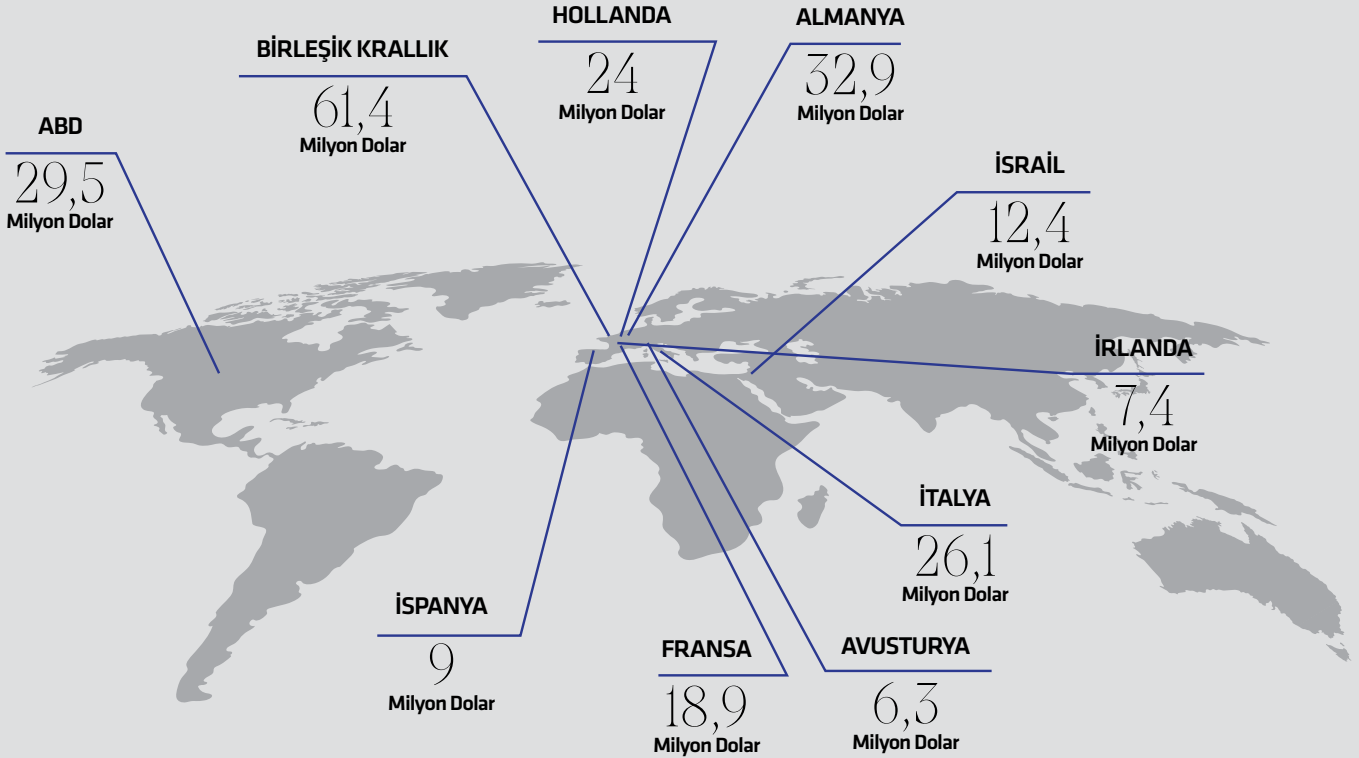 HOLLANDA
24
Milyon Dolar
ALMANYA
32,9
Milyon Dolar
BİRLEŞİK KRALLIK
61,4
Milyon Dolar
ABD
29,5
Milyon Dolar
İSRAİL
12,4
Milyon Dolar
İRLANDA
7,4
Milyon Dolar
İTALYA
26,1
Milyon Dolar
İSPANYA
9
Milyon Dolar
FRANSA
18,9
Milyon Dolar
AVUSTURYA
6,3
Milyon Dolar